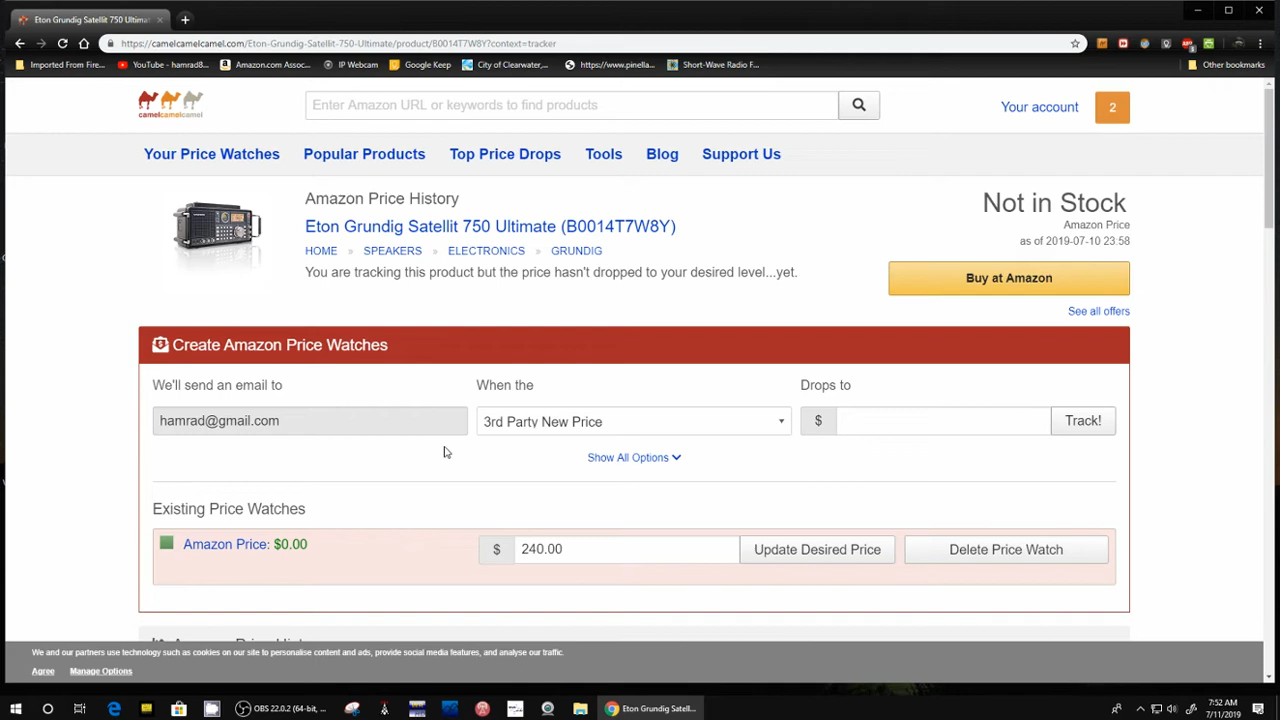 Eton Grundig Satellit 750 Ultimat
https://camelcamelcamel.com/Eton-Grundig-Satellit-750-Ultimate/product/B0014T7W8Y?context=tracker
Imported From Fire... YouTube - hamrad8... Amazon.com Assoc... IP Webcam Google Keep City of Clearwater,... https://www.pinella... Short-Wave Radio F... Other bookmarks
camelcamelcamel
Enter Amazon URL or keywords to find products
Your account 2
Your Price Watches Popular Products Top Price Drops Tools Blog Support Us
Amazon Price History
Not in Stock
Eton Grundig Satellit 750 Ultimate (B0014T7W8Y)
Amazon Price
as of 2019-07-10 23:58
HOME » SPEAKERS » ELECTRONICS » GRUNDIG
You are tracking this product but the price hasn't dropped to your desired level...yet.
Buy at Amazon
See all offers
Create Amazon Price Watches
We'll send an email to When the Drops to
hamrad@gmail.com 3rd Party New Price $ Track!
Show All Options
Existing Price Watches
Amazon Price: $0.00 $ 240.00 Update Desired Price Delete Price Watch
We and our partners use technology such as cookies on our site to personalise content and ads, provide social media features, and analyse our traffic.
Agree Manage Options
OBS 22.0.2 (64-bit, ... Eton Grundig Satell... 7:52 AM
7/11/2019